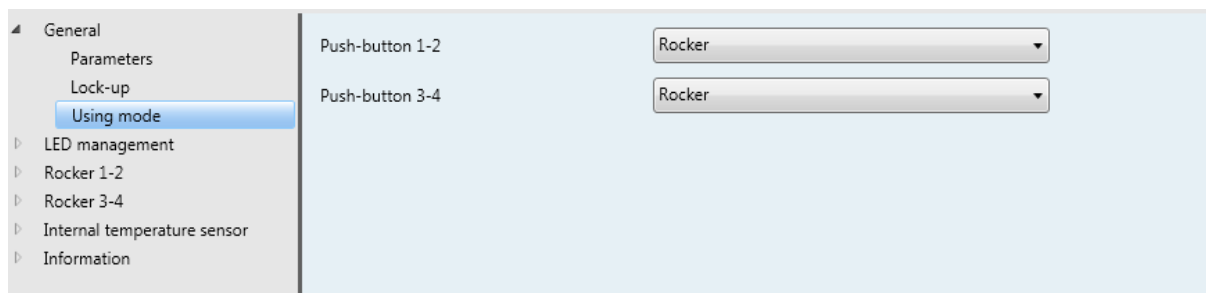 General
Parameters
Lock-up
Using mode
LED management
Rocker 1-2
Rocker 3-4
Internal temperature sensor
Information
Push-button 1-2 Rocker
Push-button 3-4 Rocker